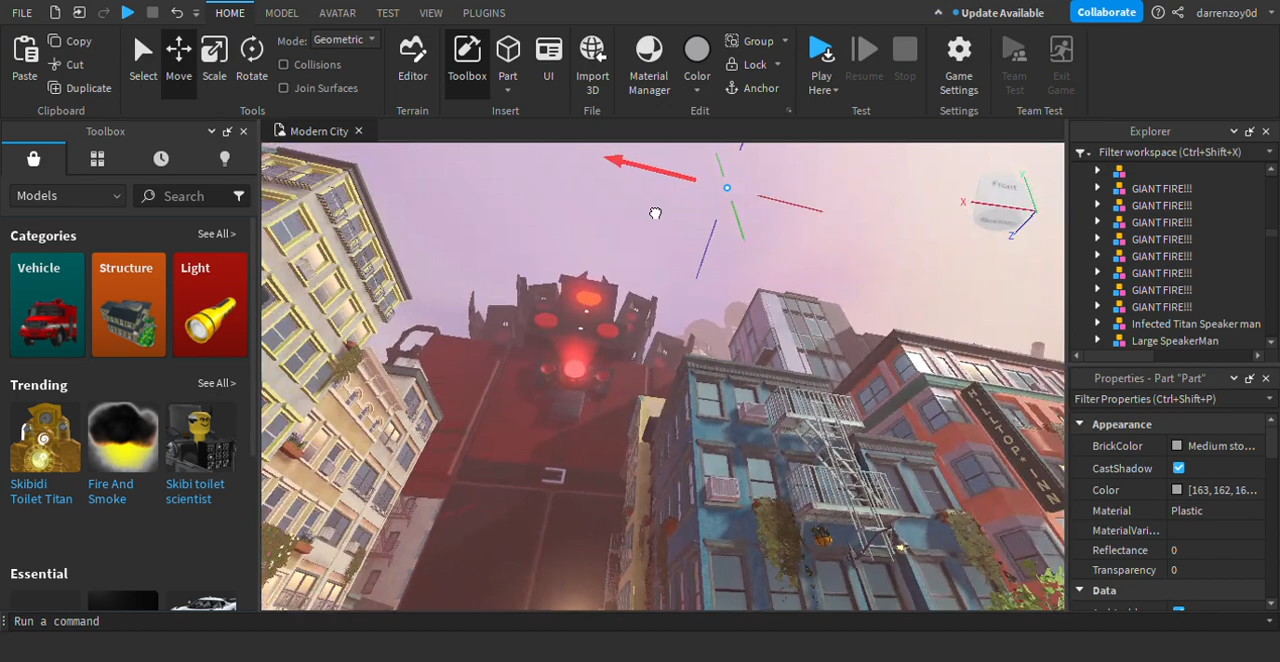 FILE HOME MODEL AVATAR TEST VIEW PLUGINS Update Available Collaborate darrenzoy0d
Paste Copy Cut Duplicate Clipboard
Select Move Scale Rotate Mode: Geometric Collisions Join Surfaces Tools
Editor Terrain
Toolbox Part UI Insert
Import 3D File
Material Manager Color Group Lock Anchor Edit
Play Here Resume Stop Test
Game Settings Settings
Team Test Exit Game Team Test
Toolbox
Models Search
Categories See All >
Vehicle Structure Light
Trending See All >
Skibidi Toilet Titan
Fire And Smoke
Skibi toilet scientist
Essential
Modern City
HILLTOP INN
Front
X Y Z
Explorer
Filter workspace (Ctrl+Shift+X)
GIANT FIRE!!!
GIANT FIRE!!!
GIANT FIRE!!!
GIANT FIRE!!!
GIANT FIRE!!!
GIANT FIRE!!!
GIANT FIRE!!!
GIANT FIRE!!!
Infected Titan Speaker man
Large SpeakerMan
Properties - Part "Part"
Filter Properties (Ctrl+Shift+P)
Appearance
BrickColor Medium sto...
CastShadow
Color [163, 162, 16...
Material Plastic
MaterialVari...
Reflectance 0
Transparency 0
Data
Run a command